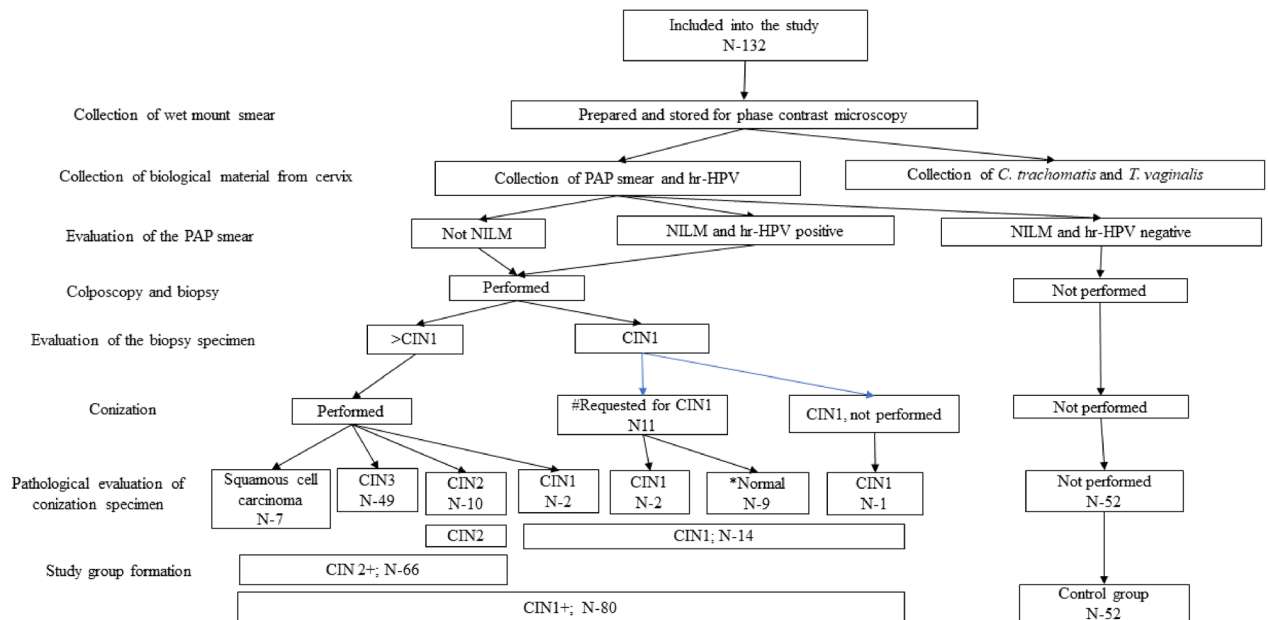 Included into the study
N-132
Collection of wet mount smear
Prepared and stored for phase contrast microscopy
Collection of biological material from cervix
Collection of PAP smear and hr-HPV
Collection of C. trachomatis and T. vaginalis
Evaluation of the PAP smear
Not NILM
NILM and hr-HPV positive
NILM and hr-HPV negative
Colposcopy and biopsy
Performed
Not performed
Evaluation of the biopsy specimen
>CIN1
CIN1
Conization
Performed
#Requested for CIN1
N11
CIN1, not performed
Not performed
Pathological evaluation of
conization specimen
Squamous cell
carcinoma
N-7
CIN3
N-49
CIN2
N-10
CIN1
N-2
CIN1
N-2
*Normal
N-9
CIN1
N-1
Not performed
N-52
CIN2
CIN1; N-14
Study group formation
CIN 2+; N-66
CIN1+; N-80
Control group
N-52